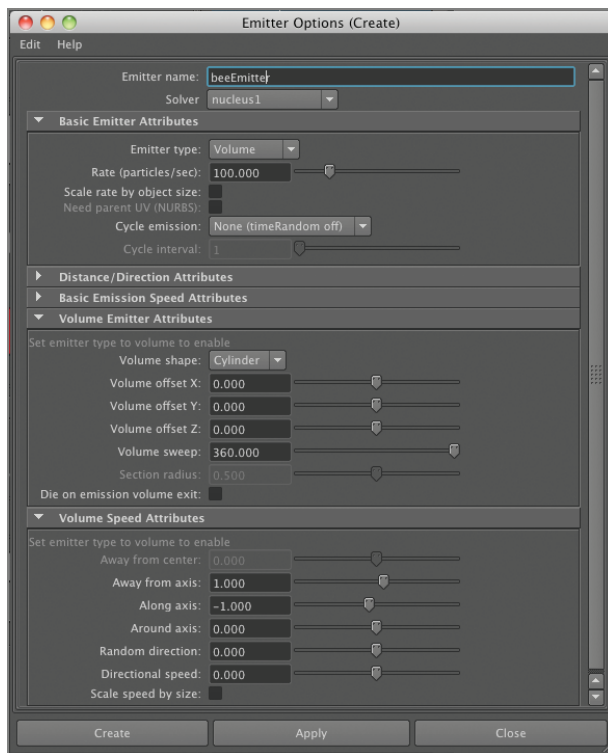 Emitter Options (Create)
Edit Help
Emitter name: beeEmitter
Solver nucleus1
Basic Emitter Attributes
Emitter type: Volume
Rate (particles/sec): 100.000
Scale rate by object size:
Need parent UV (NURBS):
Cycle emission: None (timeRandom off)
Cycle interval: 1
Distance/Direction Attributes
Basic Emission Speed Attributes
Volume Emitter Attributes
Set emitter type to volume to enable
Volume shape: Cylinder
Volume offset X: 0.000
Volume offset Y: 0.000
Volume offset Z: 0.000
Volume sweep: 360.000
Section radius: 0.500
Die on emission volume exit:
Volume Speed Attributes
Set emitter type to volume to enable
Away from center: 0.000
Away from axis: 1.000
Along axis: -1.000
Around axis: 0.000
Random direction: 0.000
Directional speed: 0.000
Scale speed by size:
Create Apply Close